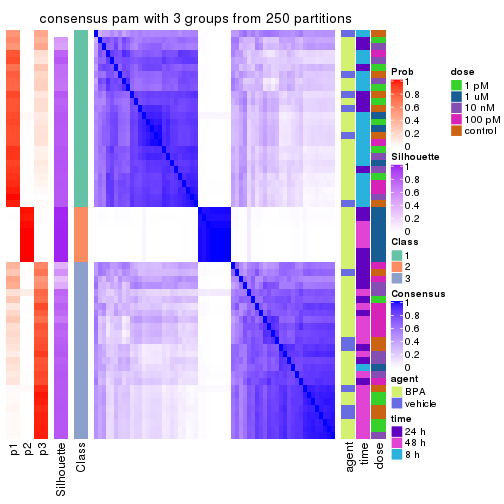 consensus pam with 3 groups from 250 partitions
Prob
1
0.8
0.6
0.4
0.2
0
dose
1 pM
1 uM
10 nM
100 pM
control
Silhouette
1
0.8
0.6
0.4
0.2
0
Class
1
2
3
Consensus
1
0.8
0.6
0.4
0.2
0
agent
BPA
vehicle
time
24 h
48 h
8 h
p1
p2
p3
Silhouette
Class
agent
time
dose